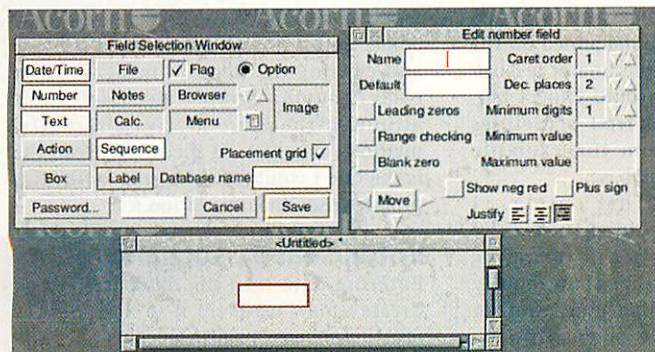 Acorn Acorn Acorn
Field Selection Window
Date/Time File Flag Option
Number Notes Browser Image
Text Calc. Menu
Action Sequence Placement grid
Box Label Database name
Password... Cancel Save
Edit number field
Name Caret order 1
Default Dec. places 2
Leading zeros Minimum digits 1
Range checking Minimum value
Blank zero Maximum value
Move Show neg red Plus sign
Justify
<Untitled> *